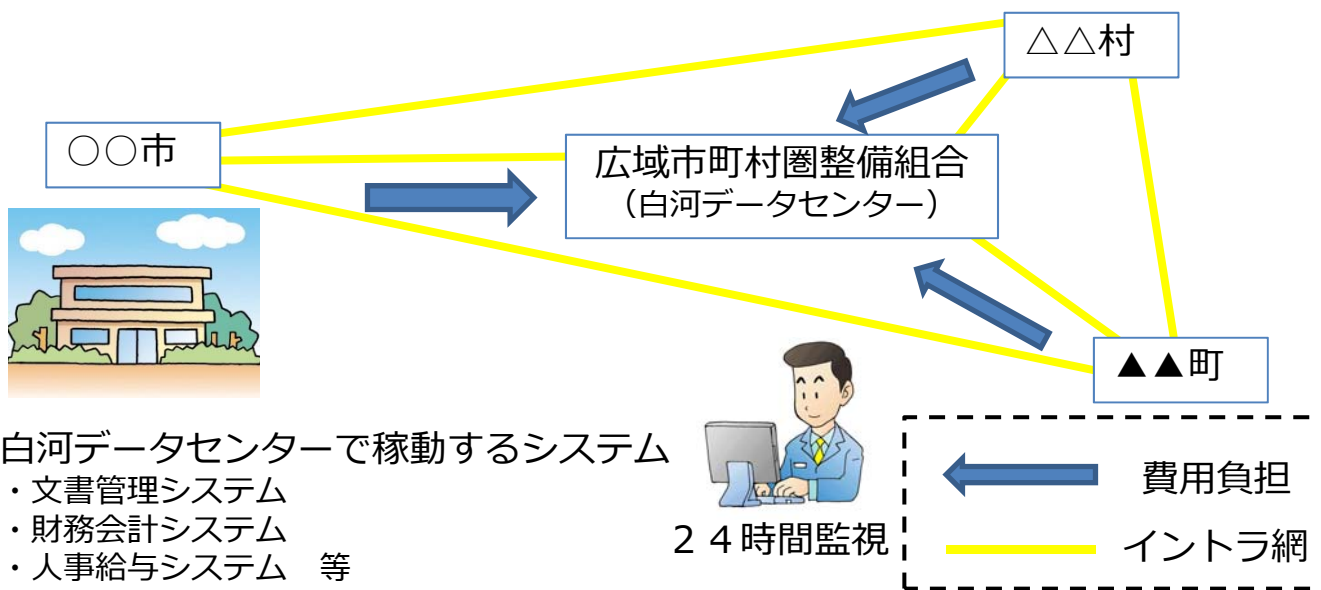 △△村
○○市
広域市町村圏整備組合
（白河データセンター）
▲▲町
白河データセンターで稼動するシステム
・文書管理システム
・財務会計システム
・人事給与システム　等
２４時間監視
費用負担
イントラ網